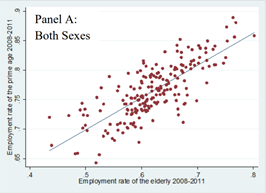 Panel A:
Both Sexes
Employment rate of the prime age 2008-2011
.9
.85
.8
.75
.7
.65
.4
.5
.6
.7
.8
Employment rate of the elderly 2008-2011